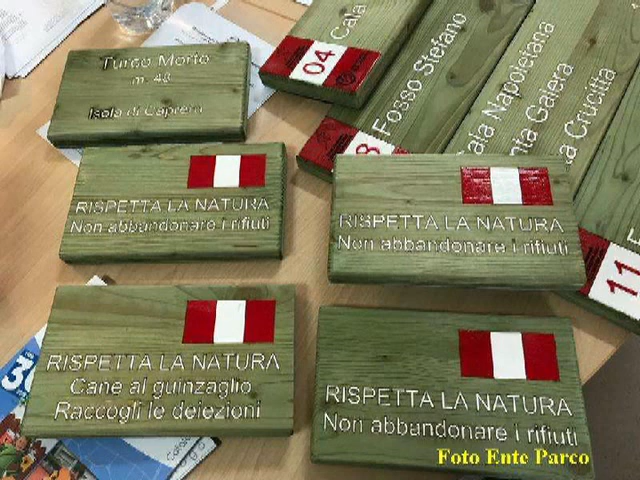 Turco Morto
m. 48
Isola di Caprera
04 Cala
Fosso Stefano
Cala Napoletana
Galera
Crucitta
11
RISPETTA LA NATURA
Non abbandonare i rifiuti
RISPETTA LA NATURA
Non abbandonare i rifiuti
RISPETTA LA NATURA
Cane al guinzaglio
Raccogli le deiezioni
RISPETTA LA NATURA
Non abbandonare i rifiuti
Foto Ente Parco